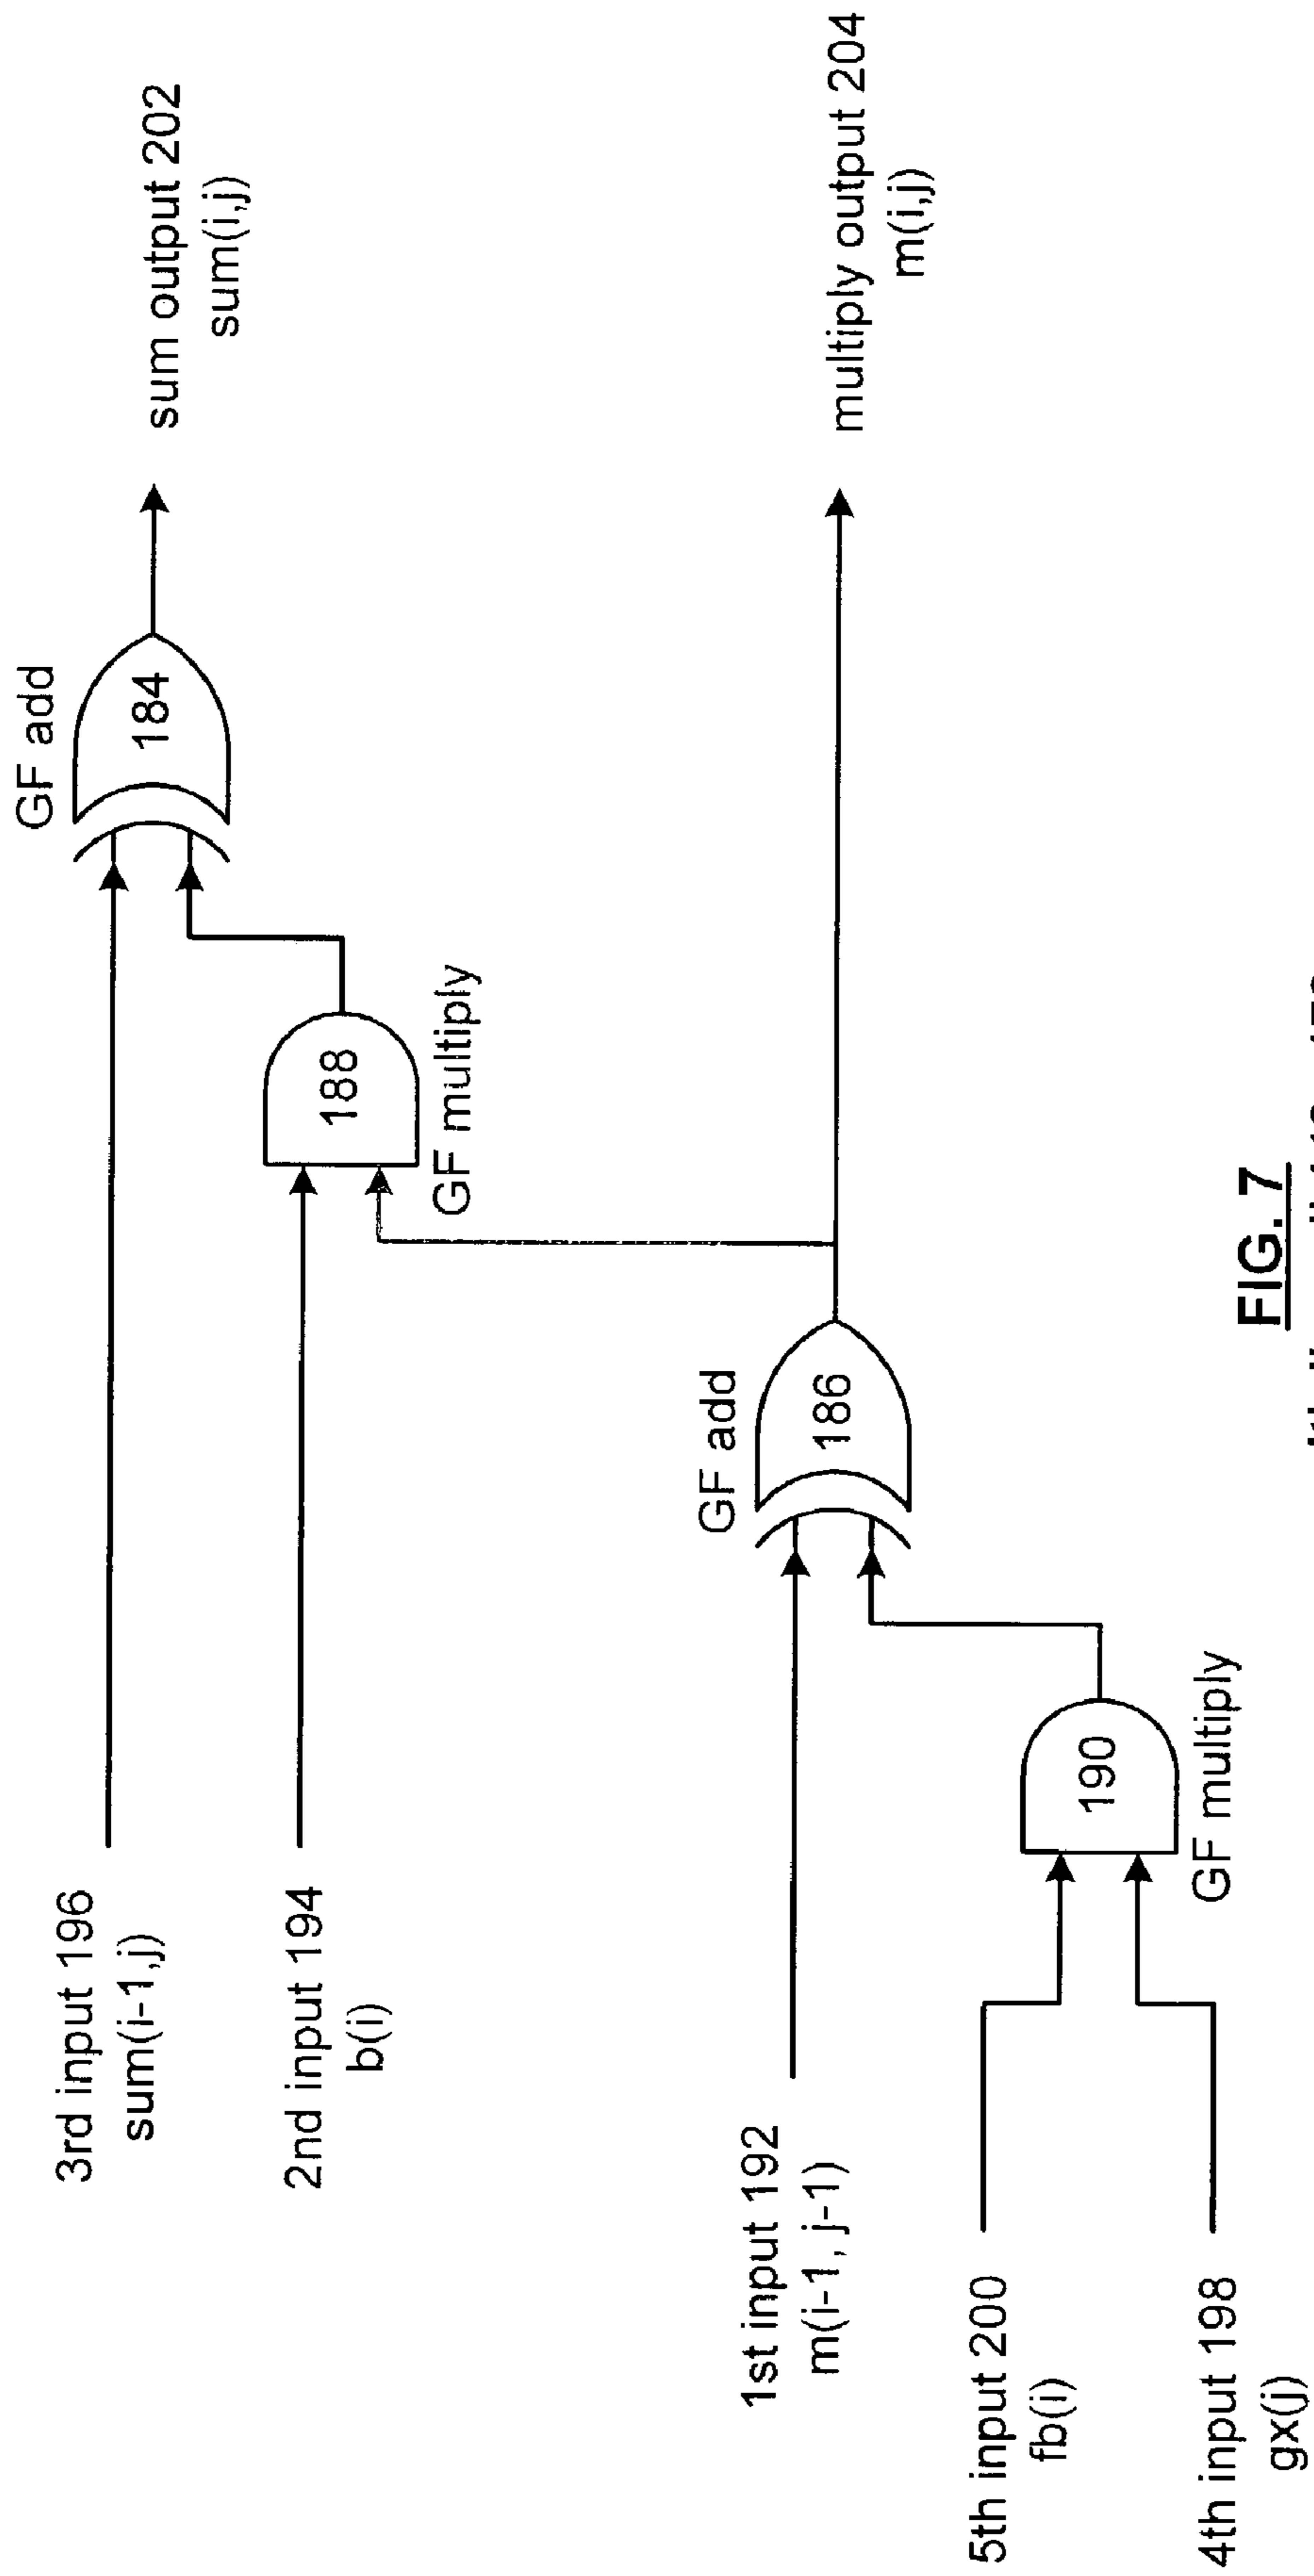 GF add
184
sum output 202
sum(i,j)
3rd input 196
sum(i-1,j)
2nd input 194
b(i)
188
GF multiply
GF add
186
multiply output 204
m(i,j)
1st input 192
m(i-1, j-1)
5th input 200
fb(i)
190
GF multiply
4th input 198
gx(j)
FIG. 7